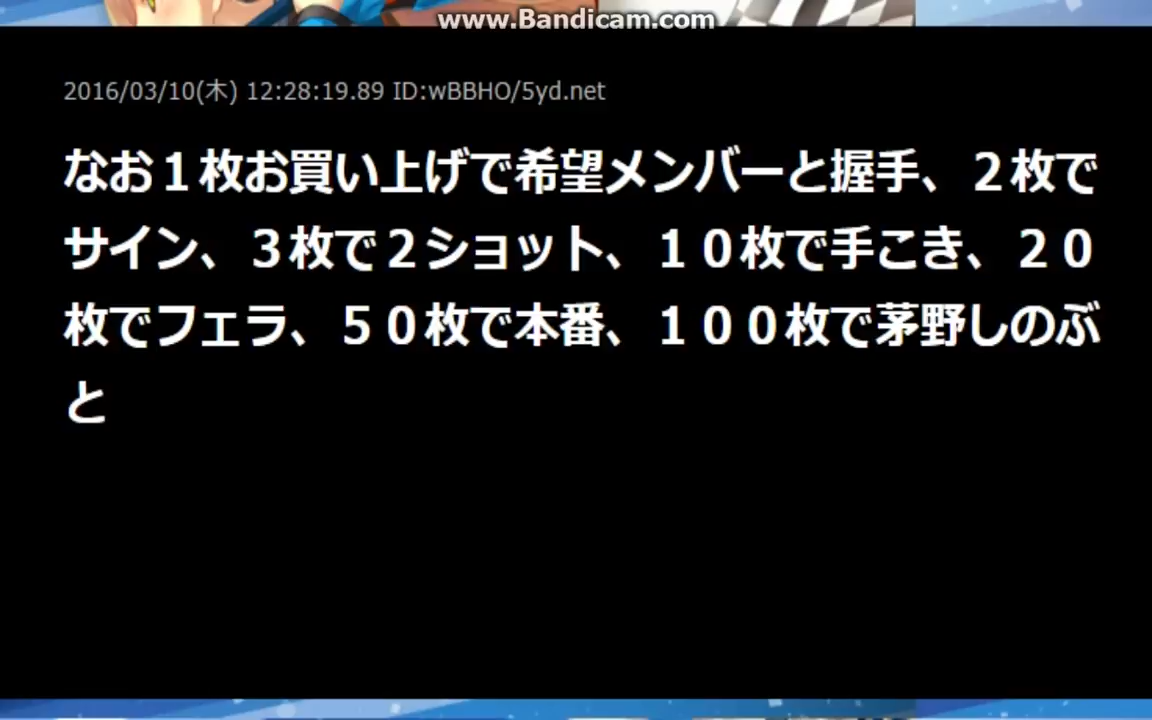 www.Bandicam.com
2016/03/10(木) 12:28:19.89 ID:wBBHO/5yd.net
なお１枚お買い上げで希望メンバーと握手、２枚で
サイン、３枚で２ショット、１０枚で手こき、２０
枚でフェラ、５０枚で本番、１００枚で茅野しのぶ
と